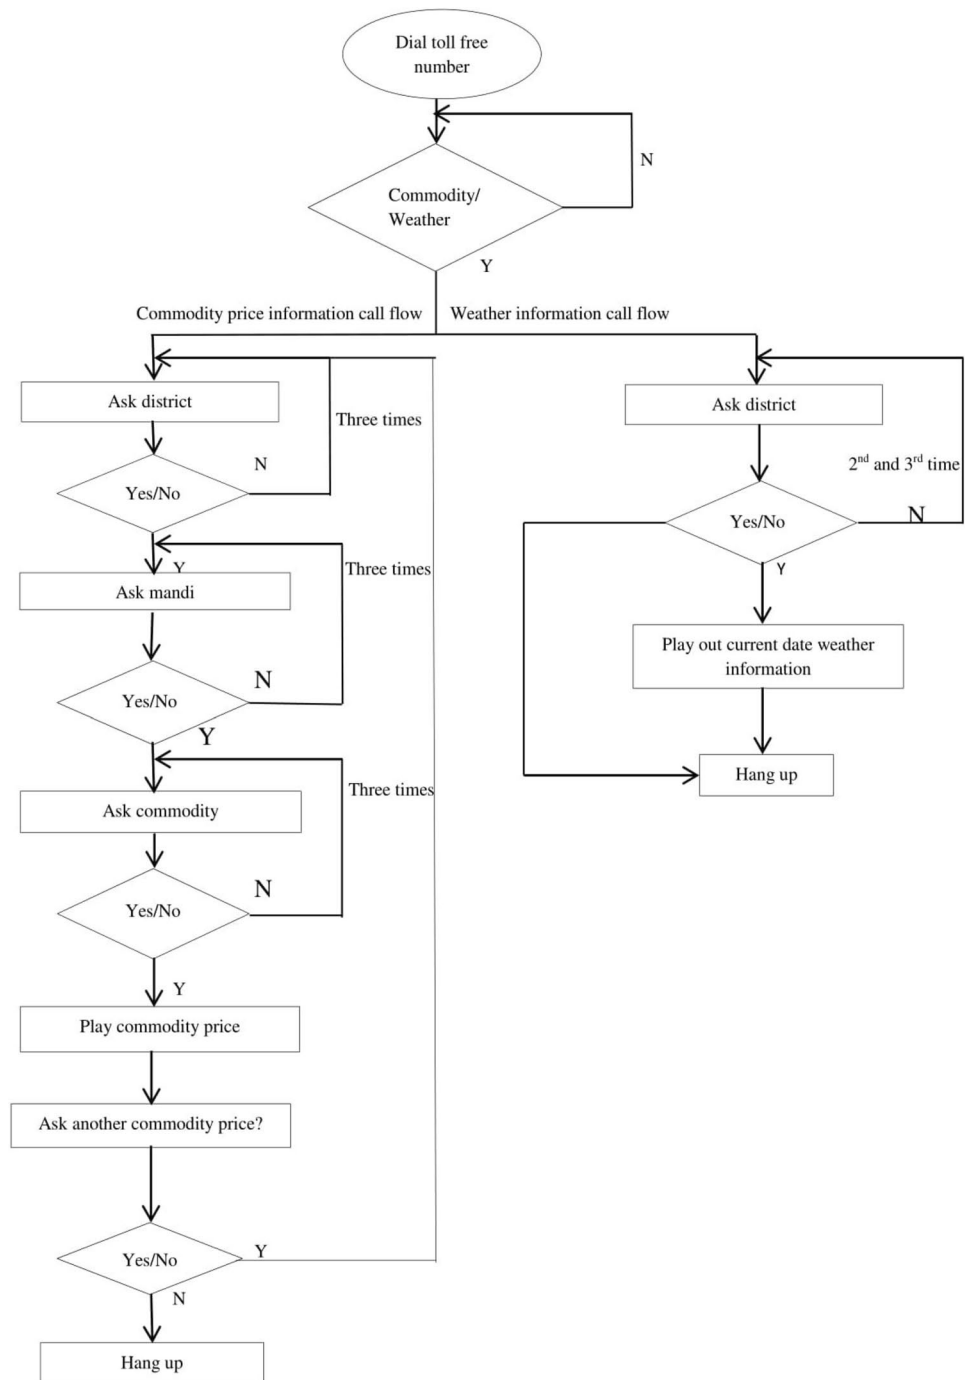 Dial toll free
number
N
Commodity/
Weather
Y
Commodity price information call flow
Weather information call flow
Ask district
Three times
N
Yes/No
Y
Three times
Ask mandi
N
Yes/No
Y
Three times
Ask commodity
N
Yes/No
Y
Play commodity price
Ask another commodity price?
Yes/No
Y
N
Hang up
Ask district
2nd and 3rd time
Yes/No
N
Y
Play out current date weather
information
Hang up